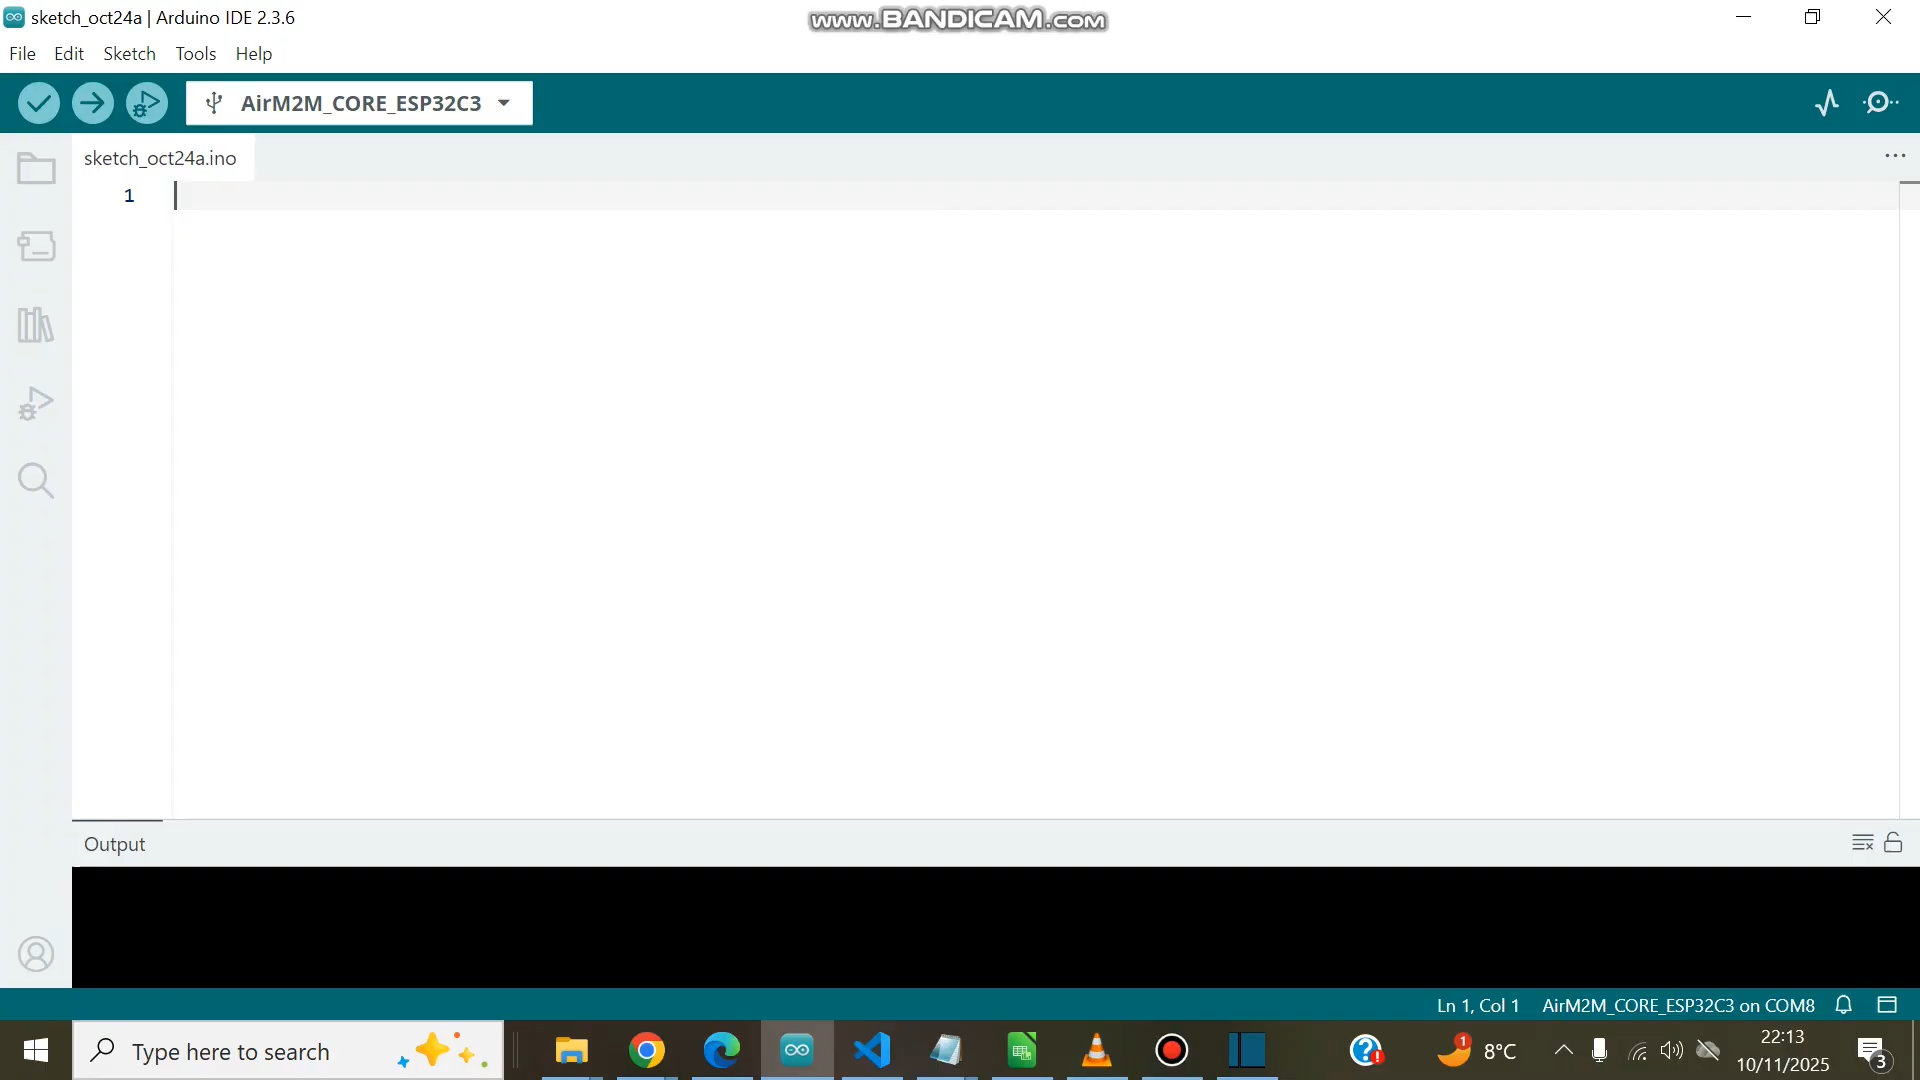 sketch_oct24a | Arduino IDE 2.3.6
www.BANDICAM.com
File Edit Sketch Tools Help
AirM2M_CORE_ESP32C3
sketch_oct24a.ino
1
Output
Ln 1, Col 1 AirM2M_CORE_ESP32C3 on COM8
Type here to search
1 8°C
22:13
10/11/2025
3